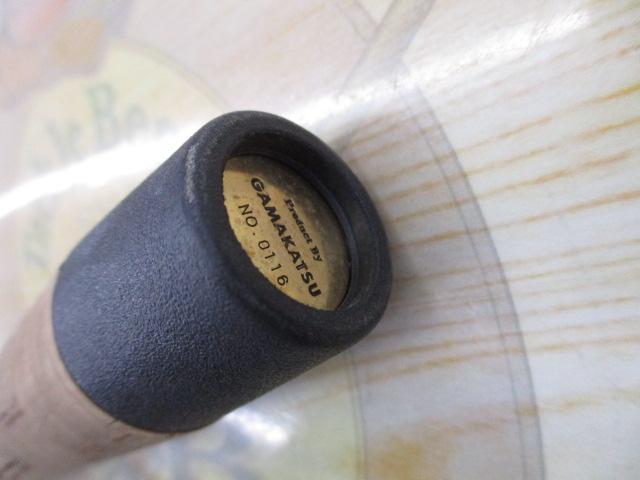 Product By
GAMAKATSU
NO-0116